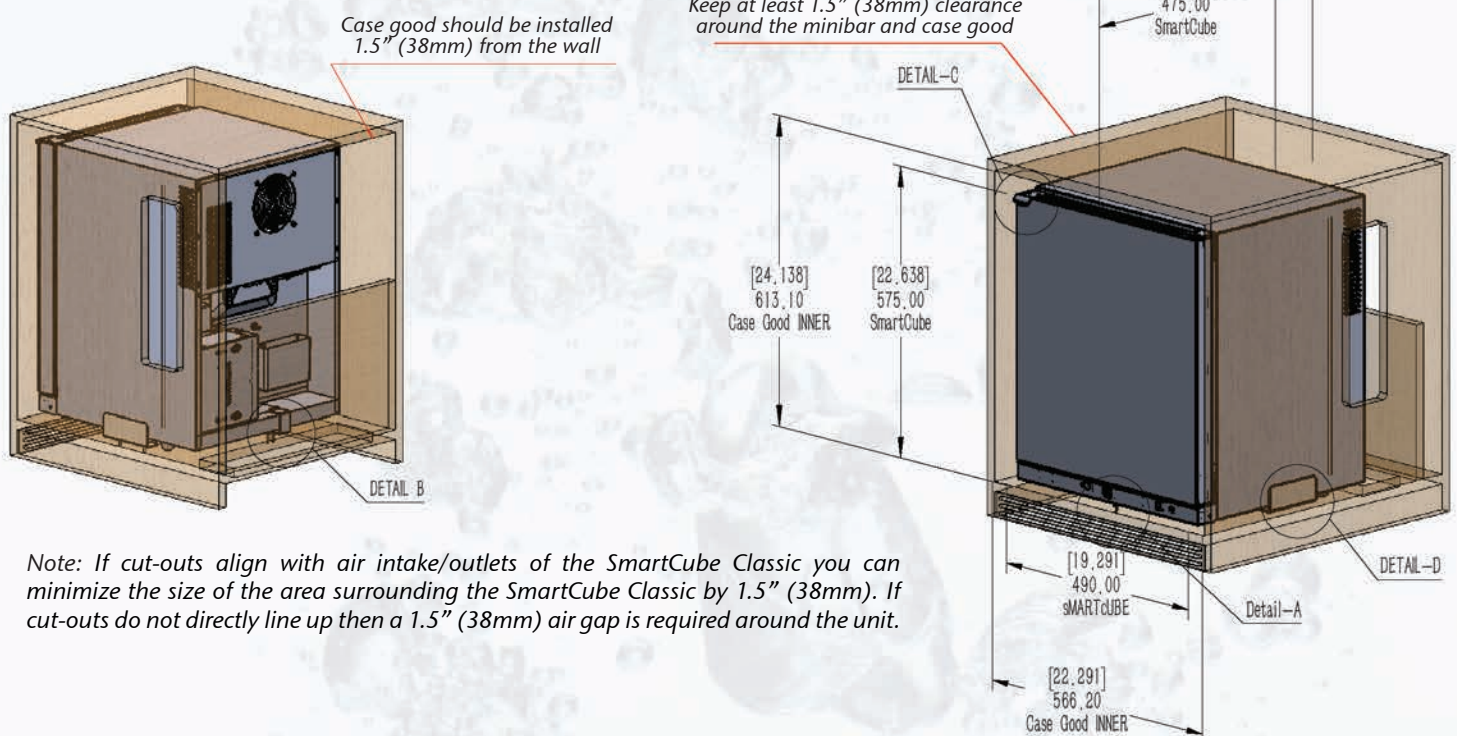 Case good should be installed
1.5” (38mm) from the wall
Keep at least 1.5” (38mm) clearance
around the minibar and case good
475,00
SmartCube
DETAIL-C
[24,138]
613,10
Case Good INNER
[22,638]
575,00
SmartCube
DETAIL B
[19,291]
490,00
sMARTcUBE
DETAIL-D
Detail-A
[22,291]
566,20
Case Good INNER
Note: If cut-outs align with air intake/outlets of the SmartCube Classic you can
minimize the size of the area surrounding the SmartCube Classic by 1.5” (38mm). If
cut-outs do not directly line up then a 1.5” (38mm) air gap is required around the unit.